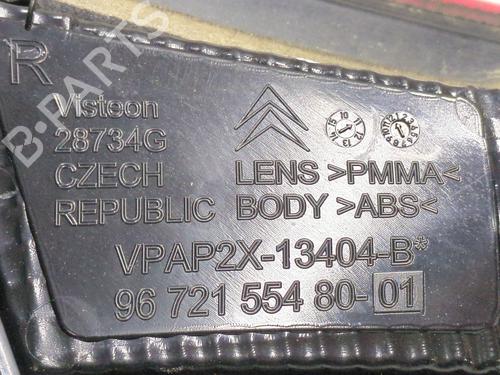 R
B-PARTS
Visteon
28734G
CZECH
REPUBLIC
LENS >PMMA<
BODY >ABS<
VPAP2X-13404-B*
96 721 554 80-01